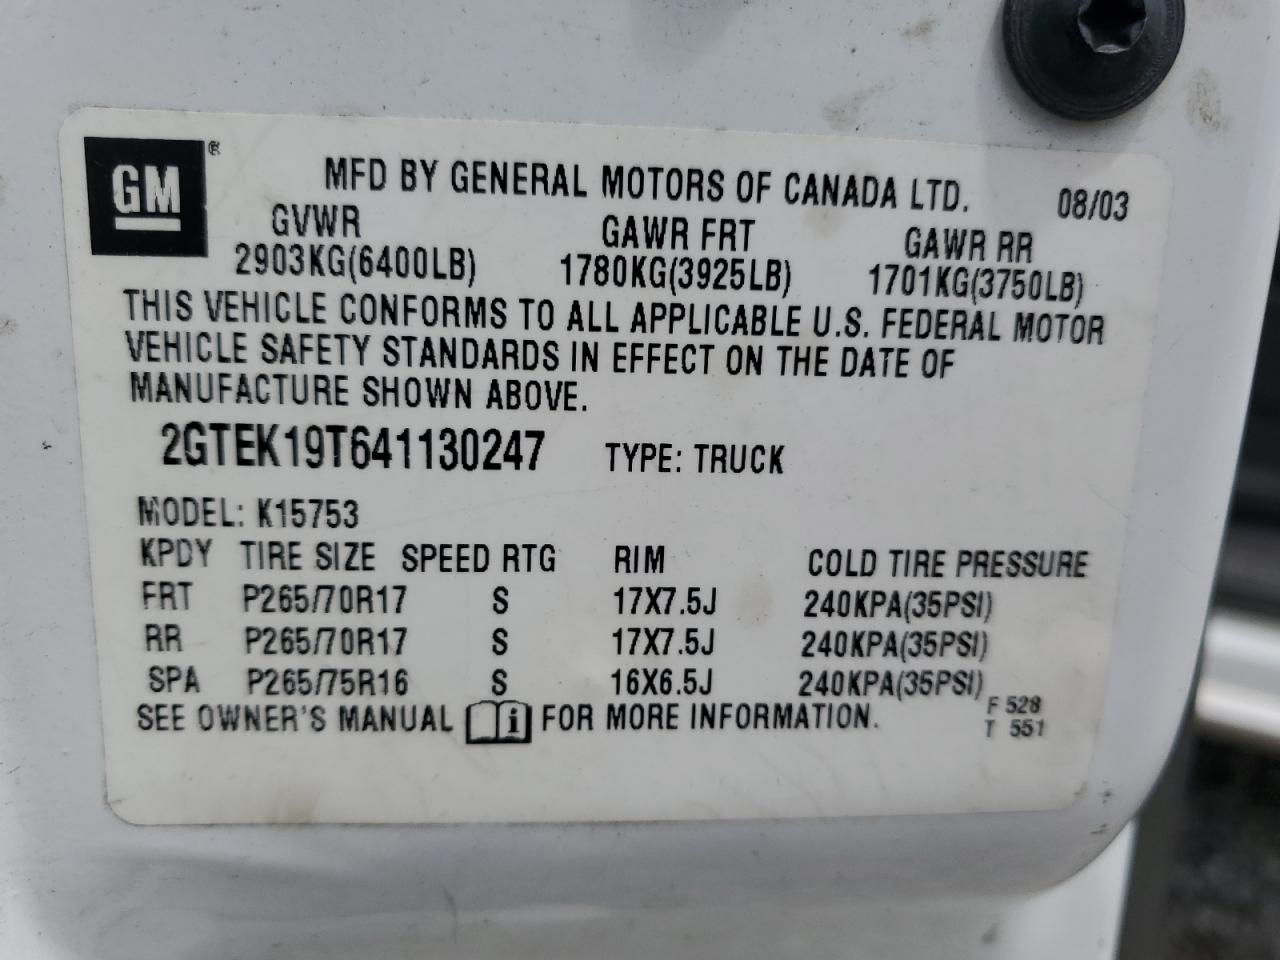 GM®
MFD BY GENERAL MOTORS OF CANADA LTD. 08/03
GVWR GAWR FRT GAWR RR
2903KG(6400LB) 1780KG(3925LB) 1701KG(3750LB)
THIS VEHICLE CONFORMS TO ALL APPLICABLE U.S. FEDERAL MOTOR
VEHICLE SAFETY STANDARDS IN EFFECT ON THE DATE OF
MANUFACTURE SHOWN ABOVE.
2GTEK19T641130247 TYPE: TRUCK
MODEL: K15753
KPDY TIRE SIZE SPEED RTG RIM COLD TIRE PRESSURE
FRT P265/70R17 S 17X7.5J 240KPA(35PSI)
RR P265/70R17 S 17X7.5J 240KPA(35PSI)
SPA P265/75R16 S 16X6.5J 240KPA(35PSI)
SEE OWNER'S MANUAL i FOR MORE INFORMATION.
F 528
T 551